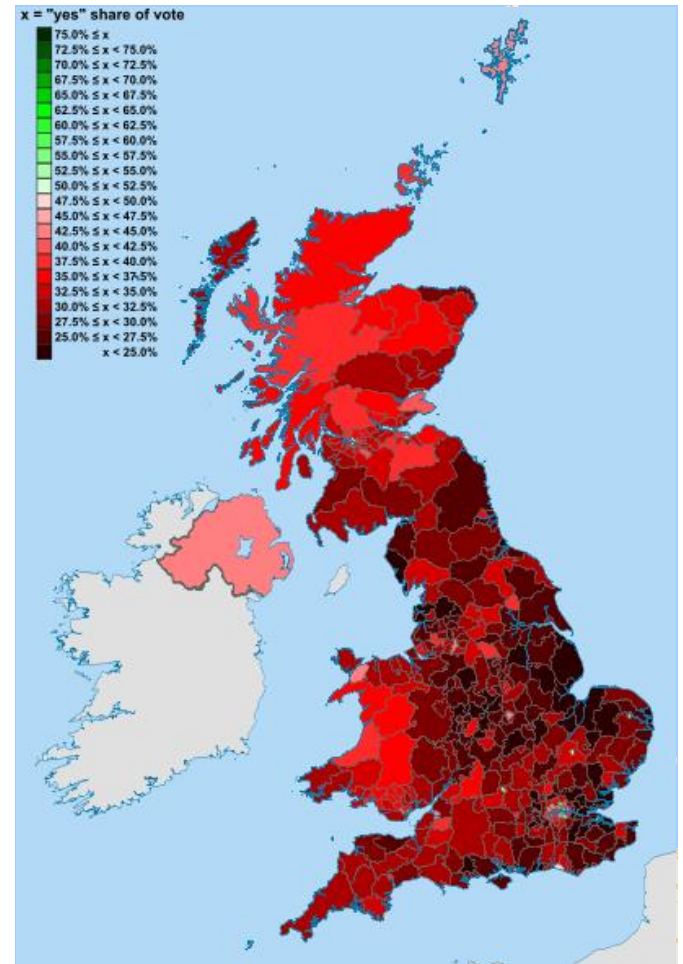 x = "yes" share of vote
75.0% ≤ x
72.5% ≤ x < 75.0%
70.0% ≤ x < 72.5%
67.5% ≤ x < 70.0%
65.0% ≤ x < 67.5%
62.5% ≤ x < 65.0%
60.0% ≤ x < 62.5%
57.5% ≤ x < 60.0%
55.0% ≤ x < 57.5%
52.5% ≤ x < 55.0%
50.0% ≤ x < 52.5%
47.5% ≤ x < 50.0%
45.0% ≤ x < 47.5%
42.5% ≤ x < 45.0%
40.0% ≤ x < 42.5%
37.5% ≤ x < 40.0%
35.0% ≤ x < 37.5%
32.5% ≤ x < 35.0%
30.0% ≤ x < 32.5%
27.5% ≤ x < 30.0%
25.0% ≤ x < 27.5%
x < 25.0%